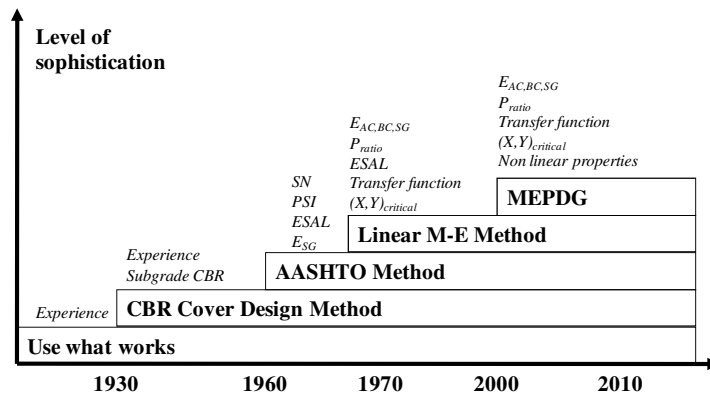 Level of
sophistication
E_AC,BC,SG
P_ratio
Transfer function
(X,Y)_critical
Non linear properties
MEPDG
E_AC,BC,SG
P_ratio
ESAL
Transfer function
(X,Y)_critical
Linear M-E Method
SN
PSI
ESAL
E_SG
AASHTO Method
Experience
Subgrade CBR
CBR Cover Design Method
Experience
Use what works
1930 1960 1970 2000 2010